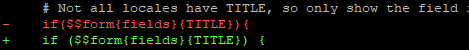 # Not all locales have TITLE, so only show the field
- if($$form{fields}{TITLE}){
+ if ($$form{fields}{TITLE}) {